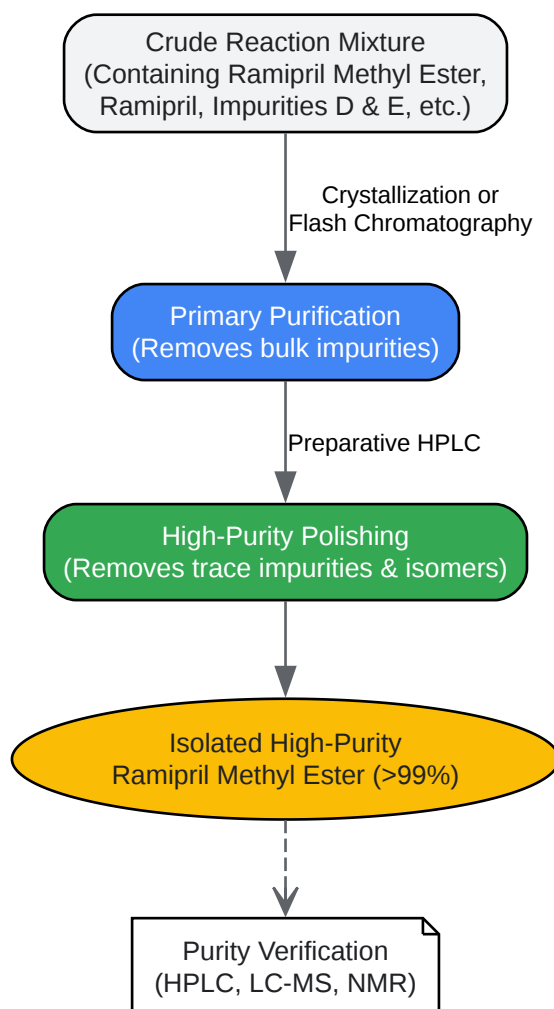 Crude Reaction Mixture
(Containing Ramipril Methyl Ester,
Ramipril, Impurities D & E, etc.)
Crystallization or
Flash Chromatography
Primary Purification
(Removes bulk impurities)
Preparative HPLC
High-Purity Polishing
(Removes trace impurities & isomers)
Isolated High-Purity
Ramipril Methyl Ester (>99%)
Purity Verification
(HPLC, LC-MS, NMR)